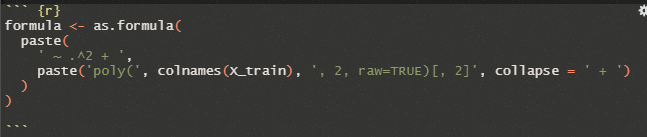 ``` {r}
formula <- as.formula(
  paste(
    ' ~ .^2 + ',
    paste('poly(', colnames(X_train), ', 2, raw=TRUE)[, 2]', collapse = ' + ')
  )
)
```